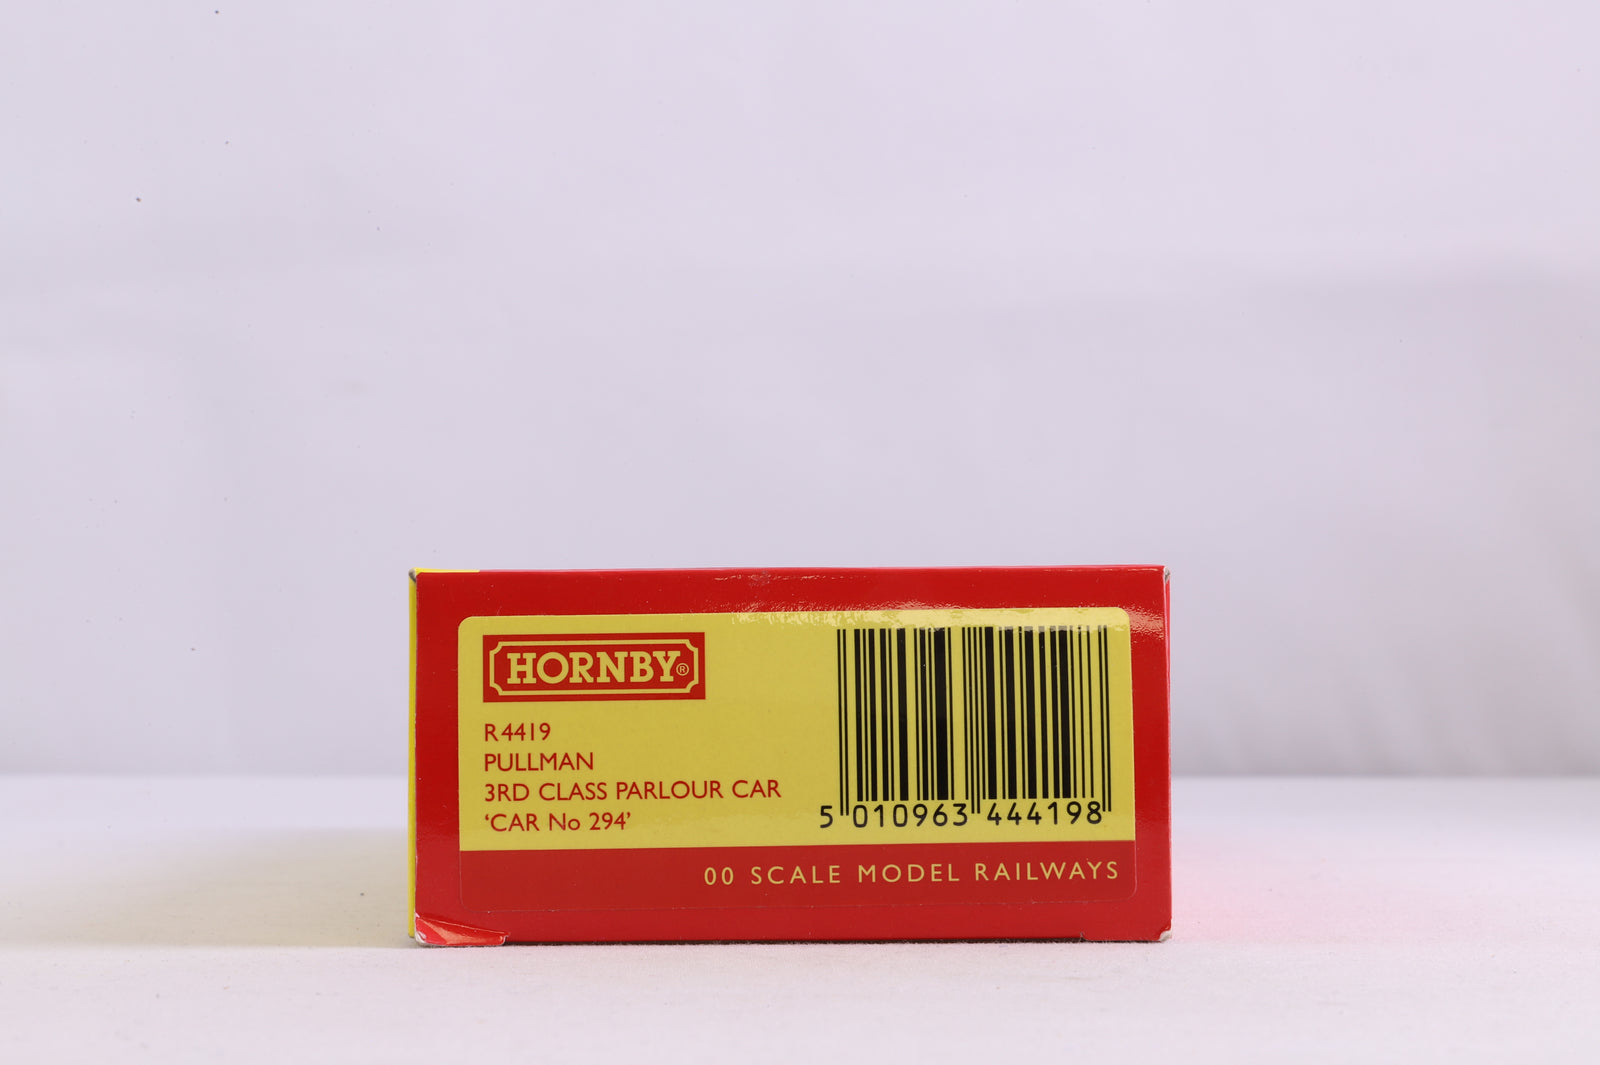 HORNBY®
R4419
PULLMAN
3RD CLASS PARLOUR CAR
‘CAR No 294’
5 010963 444198
00 SCALE MODEL RAILWAYS